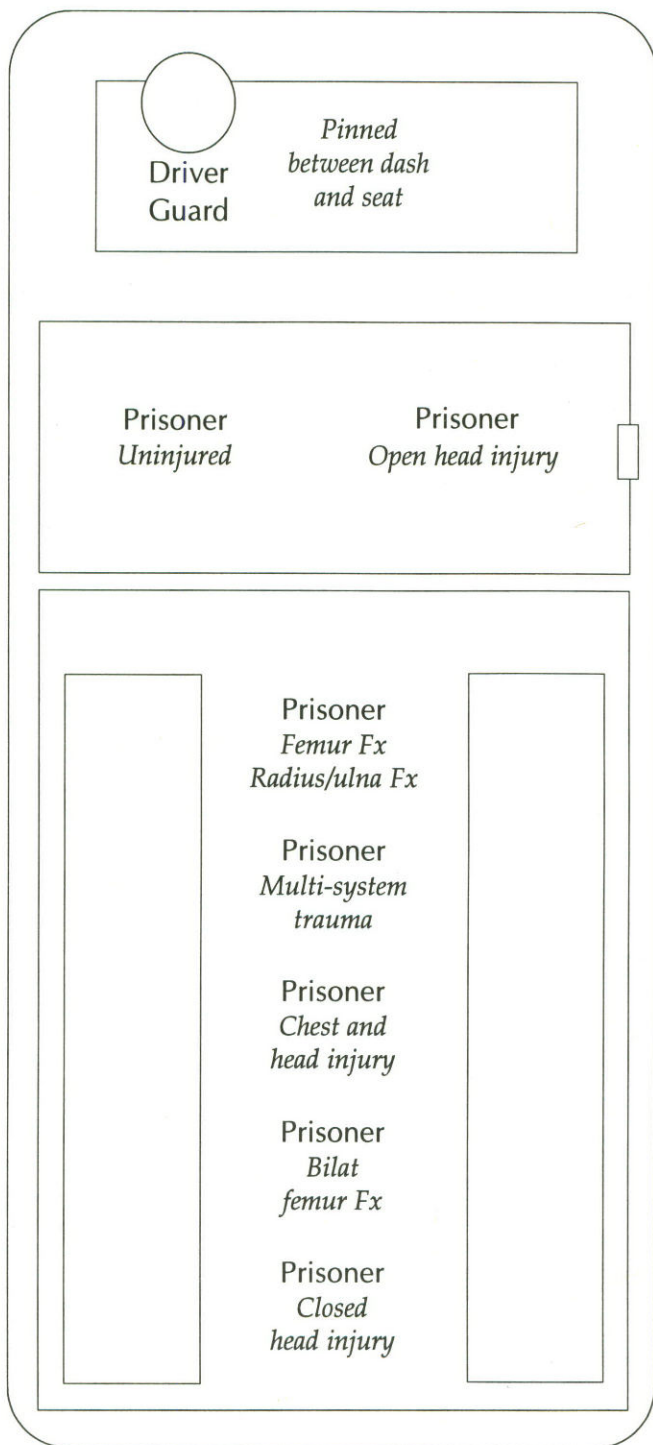 Driver
Guard
Pinned
between dash
and seat
Prisoner
Uninjured
Prisoner
Open head injury
Prisoner
Femur Fx
Radius/ulna Fx
Prisoner
Multi-system
trauma
Prisoner
Chest and
head injury
Prisoner
Bilat
femur Fx
Prisoner
Closed
head injury